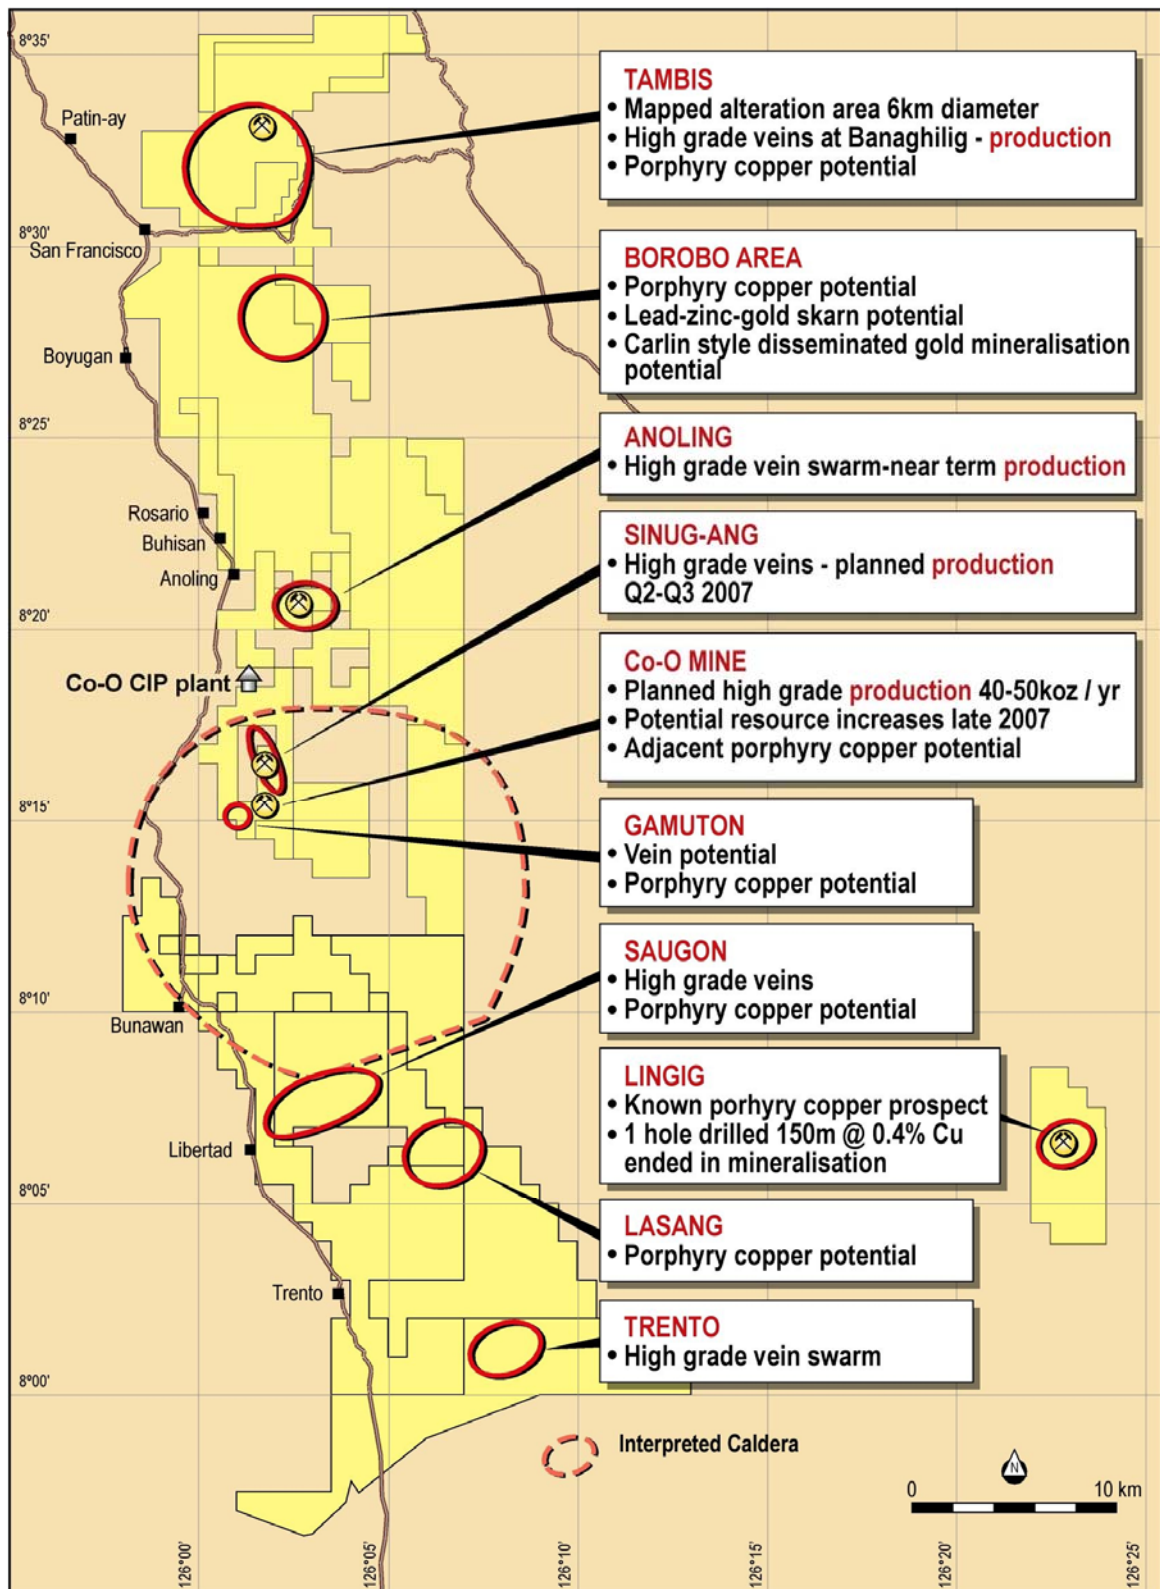 8°35'
Patin-ay
San Francisco
8°30'
Boyugan
8°25'
Rosario
Buhisan
Anoling
8°20'
Co-O CIP plant
8°15'
8°10'
Bunawan
Libertad
8°05'
Trento
8°00'
TAMBIS
• Mapped alteration area 6km diameter
• High grade veins at Banaghilig - production
• Porphyry copper potential
BOROBO AREA
• Porphyry copper potential
• Lead-zinc-gold skarn potential
• Carlin style disseminated gold mineralisation
potential
ANOLING
• High grade vein swarm-near term production
SINUG-ANG
• High grade veins - planned production
Q2-Q3 2007
Co-O MINE
• Planned high grade production 40-50koz / yr
• Potential resource increases late 2007
• Adjacent porphyry copper potential
GAMUTON
• Vein potential
• Porphyry copper potential
SAUGON
• High grade veins
• Porphyry copper potential
LINGIG
• Known porhyry copper prospect
• 1 hole drilled 150m @ 0.4% Cu
ended in mineralisation
LASANG
• Porphyry copper potential
TRENTO
• High grade vein swarm
Interpreted Caldera
N
0 10 km
126°00'
126°05'
126°10'
126°15'
126°20'
126°25'